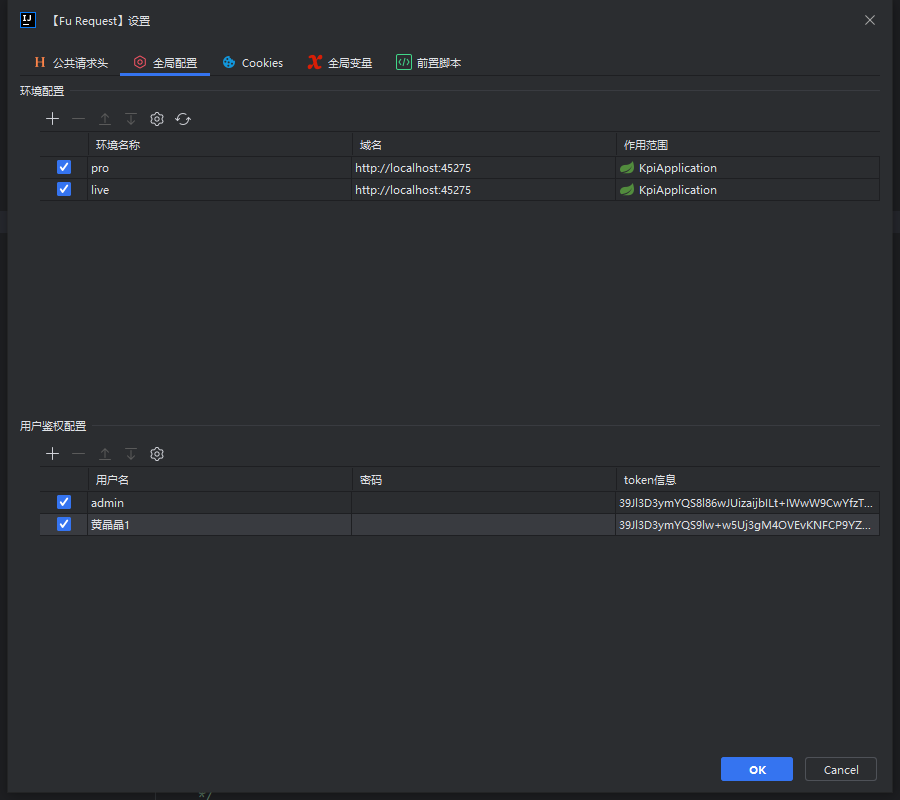 【Fu Request】设置
公共请求头 全局配置 Cookies 全局变量 前置脚本
环境配置
环境名称 域名 作用范围
pro http://localhost:45275 KpiApplication
live http://localhost:45275 KpiApplication
用户鉴权配置
用户名 密码 token信息
admin 39Jl3D3ymYQS8l86wJUizaijbILt+IWwW9CwYfzT...
黄晶晶1 39Jl3D3ymYQS9lw+w5Uj3gM4OVEvKNFCP9YZ...
OK Cancel
*/